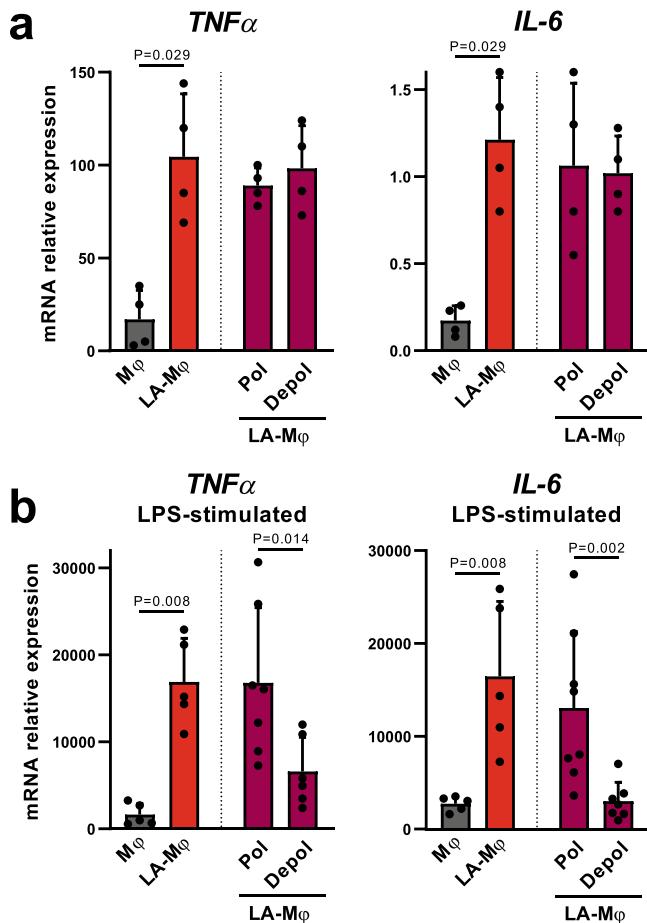 a
TNFα
IL-6
P=0.029
P=0.029
mRNA relative expression
150
100
50
0
1.5
1.0
0.5
0.0
Mφ
LA-Mφ
Pol
Depol
LA-Mφ
Mφ
LA-Mφ
Pol
Depol
LA-Mφ
b
TNFα
LPS-stimulated
IL-6
LPS-stimulated
P=0.014
P=0.008
P=0.008
P=0.002
mRNA relative expression
30000
20000
10000
0
30000
20000
10000
0
Mφ
LA-Mφ
Pol
Depol
LA-Mφ
Mφ
LA-Mφ
Pol
Depol
LA-Mφ